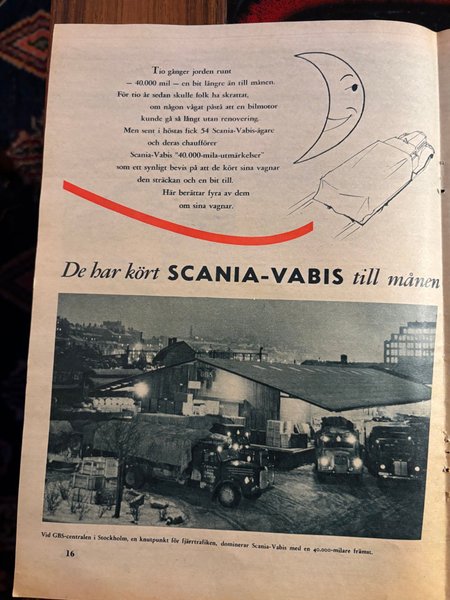 Tio gånger jorden runt
— 40.000 mil — en bit längre än till månen.
För tio år sedan skulle folk ha skrattat,
om någon vågat påstå att en bilmotor
kunde gå så långt utan renovering.
Men sent i höstas fick 54 Scania-Vabis-ägare
och deras chaufförer
Scania-Vabis "40.000-mila-utmärkelser"
som ett synligt bevis på att de kört sina vagnar
den sträckan och en bit till.
Här berättar fyra av dem
om sina vagnar.
De har kört SCANIA-VABIS till månen
Vid GBS-centralen i Stockholm, en knutpunkt för fjärrtrafiken, dominerar Scania-Vabis med en 40.000-milare främst.
16